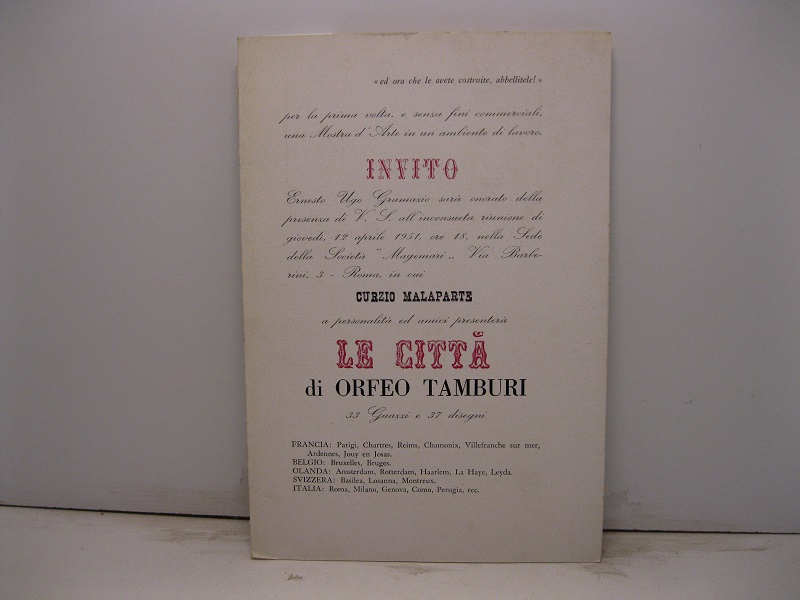 « ed ora che le avete costruite, abbellitele! »
per la prima volta, e senza fini commerciali,
una Mostra d'Arte in un ambiente di lavoro.
INVITO
Ernesto Ugo Gramazio sarà onorato della
presenza di V. S. all'inconsueta riunione di
giovedì, 12 aprile 1951, ore 18, nella Sede
della Società "Magemari„ Via Barbe-
rini, 3 - Roma, in cui
CURZIO MALAPARTE
a personalità ed amici presenterà
LE CITTÀ
di ORFEO TAMBURI
33 Guazzi e 37 disegni
FRANCIA: Parigi, Chartres, Reims, Chamonix, Villefranche sur mer,
Ardennes, Jouy en Josas.
BELGIO: Bruxelles, Bruges.
OLANDA: Amsterdam, Rotterdam, Haarlem, La Haye, Leyda.
SVIZZERA: Basilea, Losanna, Montreux.
ITALIA: Roma, Milano, Genova, Como, Perugia, ecc.